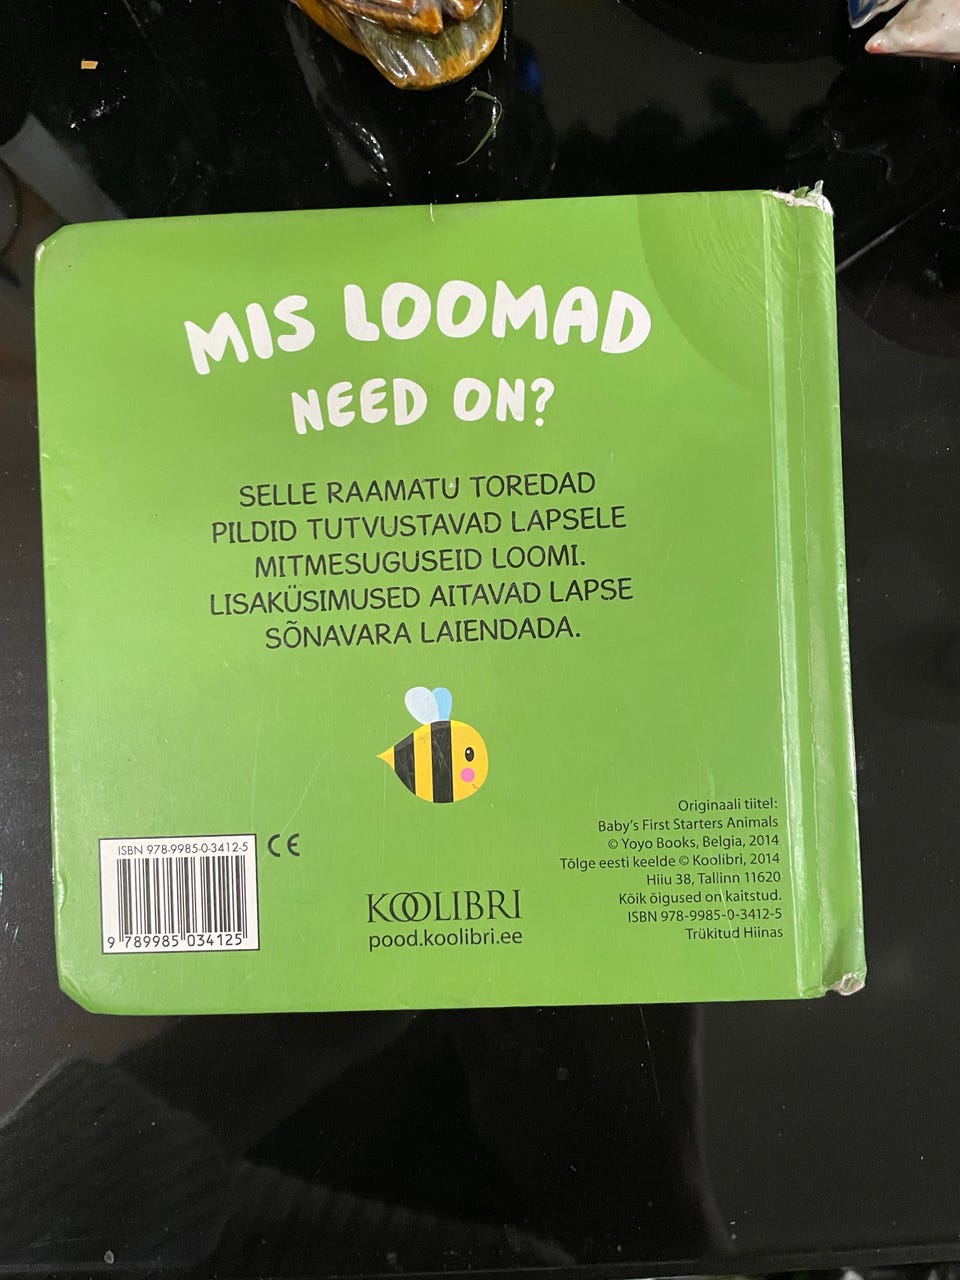 MIS LOOMAD
NEED ON?
SELLE RAAMATU TOREDAD
PILDID TUTVUSTAVAD LAPSELE
MITMESUGUSEID LOOMI.
LISAKÜSIMUSED AITAVAD LAPSE
SÕNAVARA LAIENDADA.
ISBN 978-9985-0-3412-5
CE
9 789985 034125
KOOLIBRI
pood.koolibri.ee
Originaali tiitel:
Baby's First Starters Animals
© Yoyo Books, Belgia, 2014
Tõlge eesti keelde © Koolibri, 2014
Hiiu 38, Tallinn 11620
Kõik õigused on kaitstud.
ISBN 978-9985-0-3412-5
Trükitud Hiinas